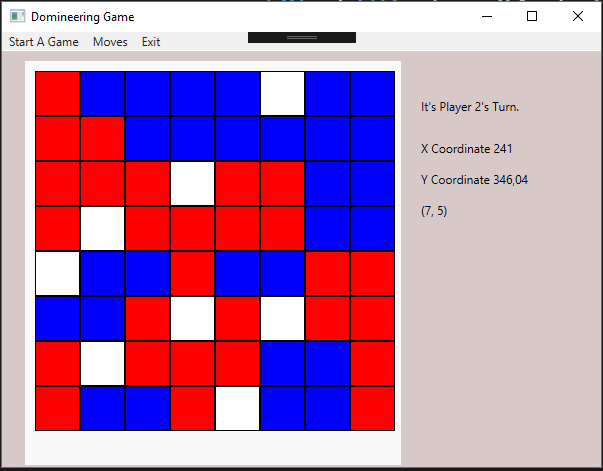 Domineering Game
Start A Game Moves Exit
It's Player 2's Turn.
X Coordinate 241
Y Coordinate 346,04
(7, 5)